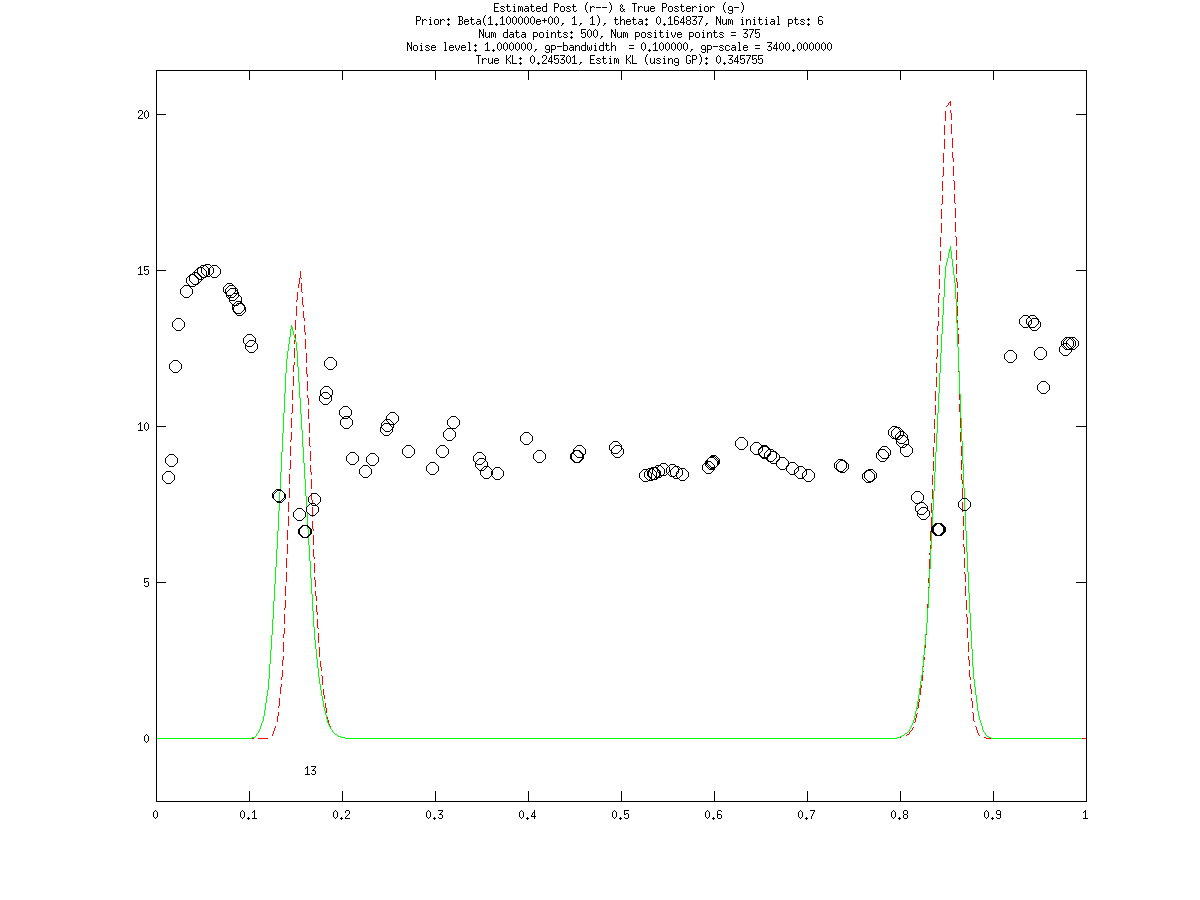 Estimated Post (r--) & True Posterior (g-)
Prior: Beta(1.100000e+00, 1, 1), theta: 0.164837, Num initial pts: 6
Num data points: 500, Num positive points = 375
Noise level: 1.000000, gp-bandwidth  = 0.100000, gp-scale = 3400.000000
True KL: 0.245301, Estim KL (using GP): 0.345755
20
15
10
5
0
13
0 0.1 0.2 0.3 0.4 0.5 0.6 0.7 0.8 0.9 1